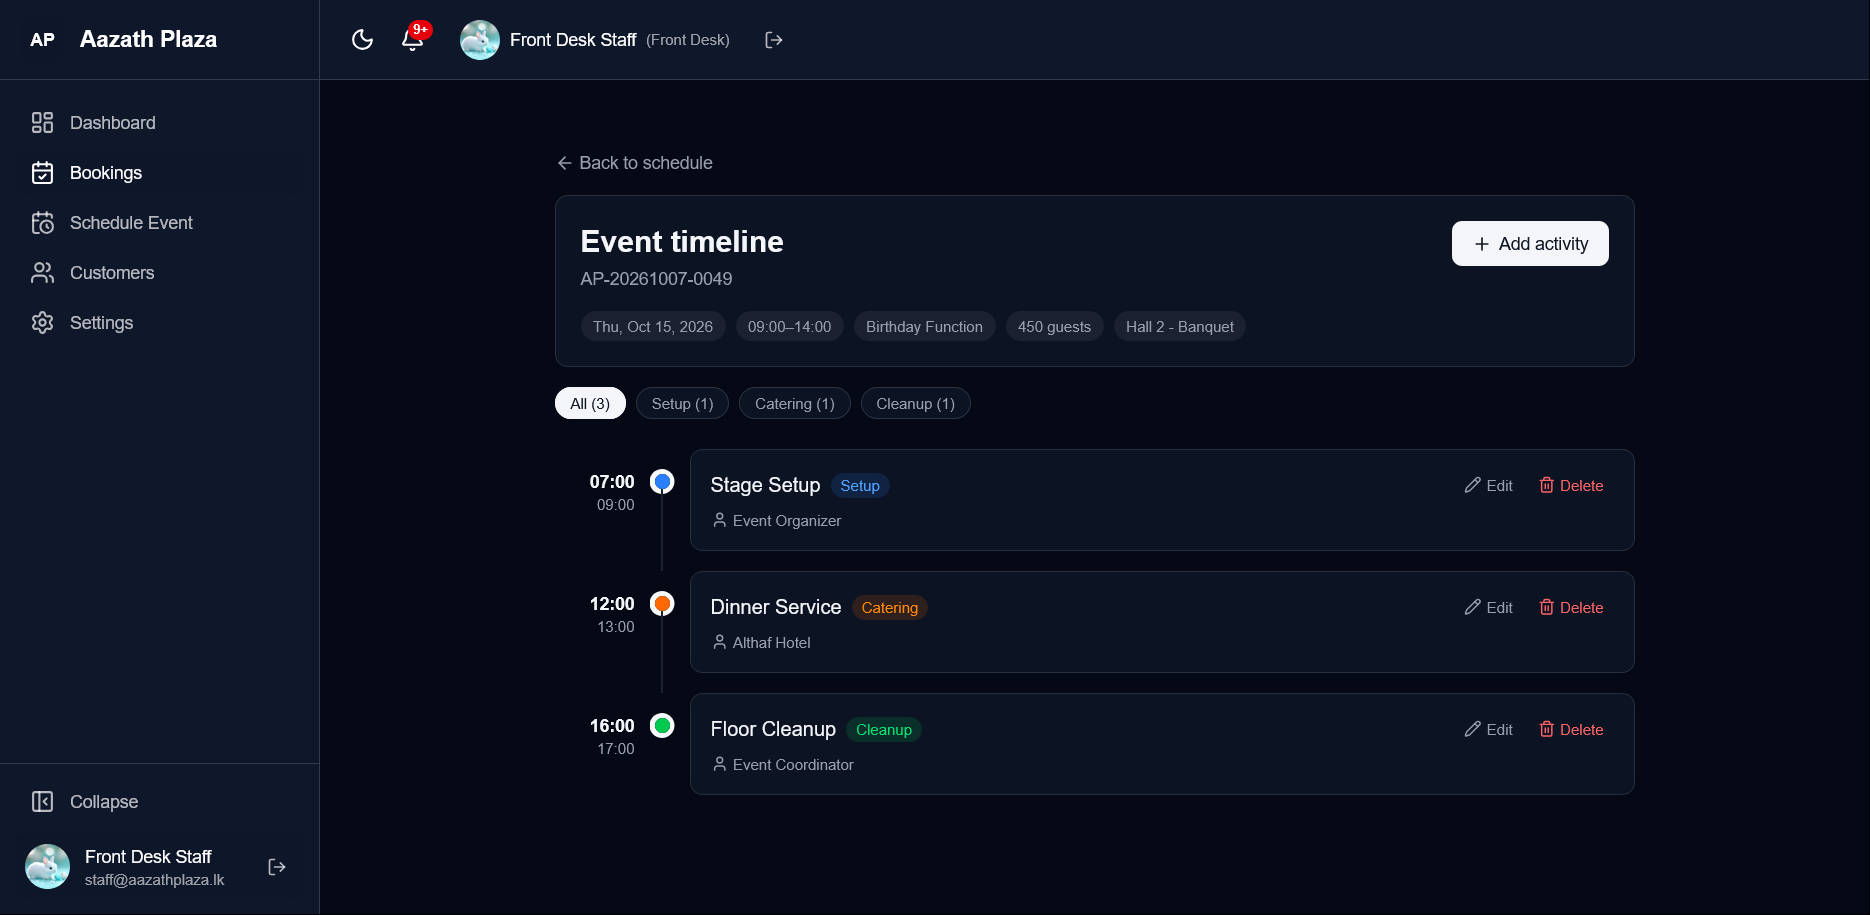 AP Aazath Plaza
9+
Front Desk Staff (Front Desk)
Dashboard
Bookings
Schedule Event
Customers
Settings
Collapse
Front Desk Staff
staff@aazathplaza.lk
Back to schedule
Event timeline
Add activity
AP-20261007-0049
Thu, Oct 15, 2026 09:00–14:00 Birthday Function 450 guests Hall 2 - Banquet
All (3) Setup (1) Catering (1) Cleanup (1)
07:00
09:00
Stage Setup Setup Edit Delete
Event Organizer
12:00
13:00
Dinner Service Catering Edit Delete
Althaf Hotel
16:00
17:00
Floor Cleanup Cleanup Edit Delete
Event Coordinator